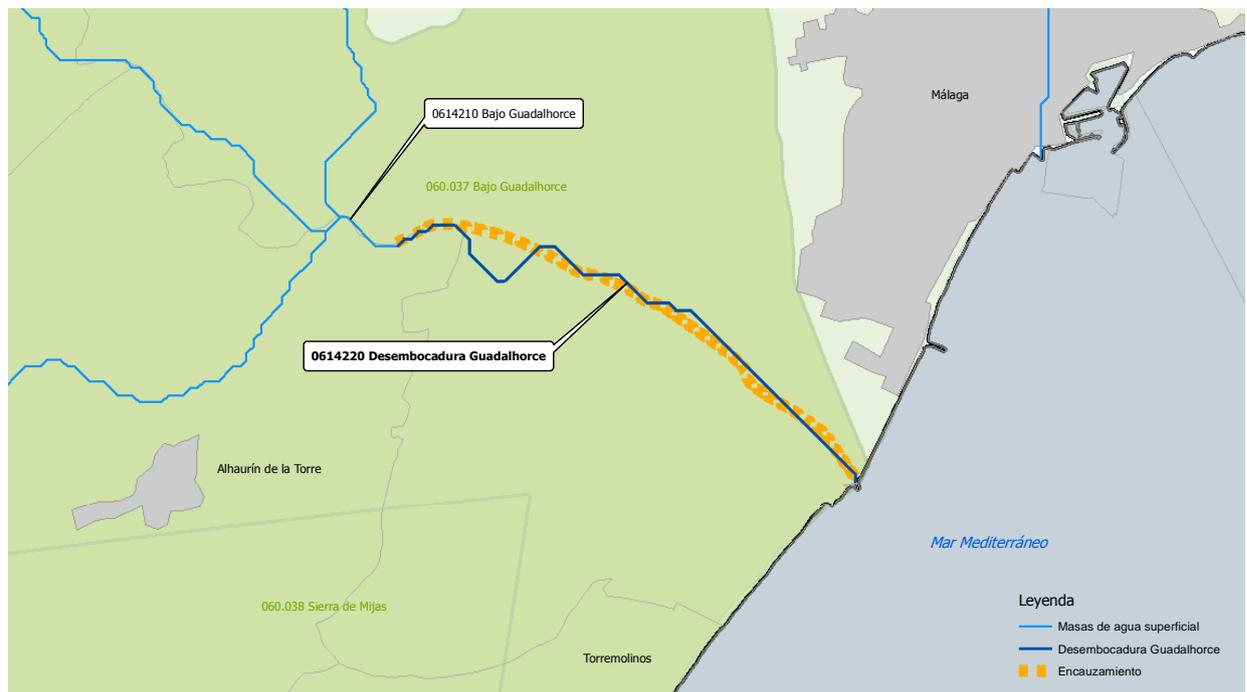 Málaga
0614210 Bajo Guadalhorce
060.037 Bajo Guadalhorce
0614220 Desembocadura Guadalhorce
Alhaurín de la Torre
Mar Mediterráneo
060.038 Sierra de Mijas
Torremolinos
Leyenda
Masas de agua superficial
Desembocadura Guadalhorce
Encauzamiento